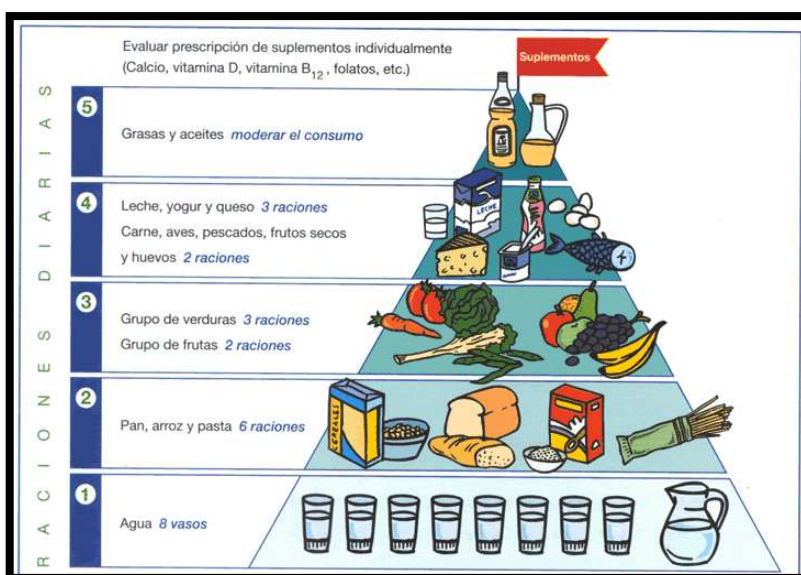 Evaluar prescripción de suplementos individualmente
(Calcio, vitamina D, vitamina B12, folatos, etc.)
Suplementos
5
Grasas y aceites moderar el consumo
4
Leche, yogur y queso 3 raciones
Carne, aves, pescados, frutos secos
y huevos 2 raciones
LECHE
3
Grupo de verduras 3 raciones
Grupo de frutas 2 raciones
2
Pan, arroz y pasta 6 raciones
CEREALES
1
Agua 8 vasos
RACIONES DIARIAS